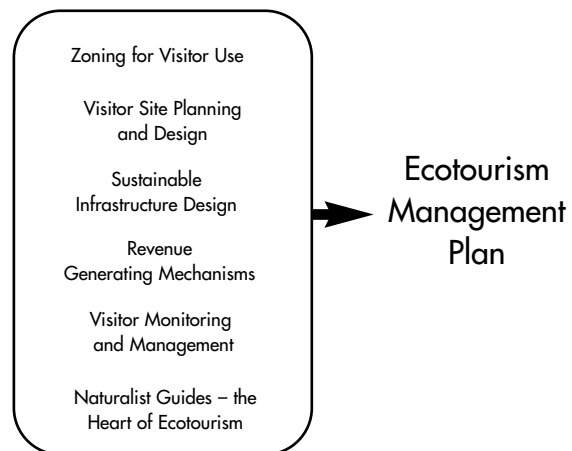 Zoning for Visitor Use
Visitor Site Planning
and Design
Sustainable
Infrastructure Design
Revenue
Generating Mechanisms
Visitor Monitoring
and Management
Naturalist Guides – the
Heart of Ecotourism
Ecotourism
Management
Plan